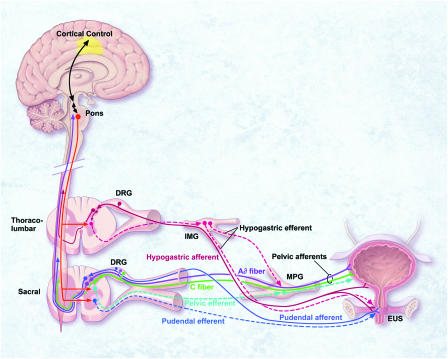 Cortical Control
Pons
DRG
Thoraco-
lumbar
IMG
Hypogastric efferent
Hypogastric afferent
Pelvic afferents
DRG
Aδ fiber
MPG
Sacral
C fiber
Pelvic efferent
Pudendal afferent
EUS
Pudendal efferent